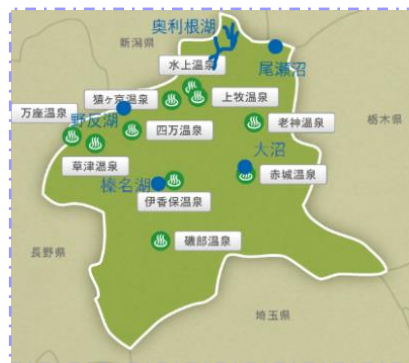 奥利根湖
新潟県
尾瀬沼
水上温泉
猿ヶ京温泉
上牧温泉
万座温泉
野反湖
老神温泉
栃木県
四万温泉
大沼
草津温泉
赤城温泉
榛名湖
伊香保温泉
磯部温泉
長野県
埼玉県